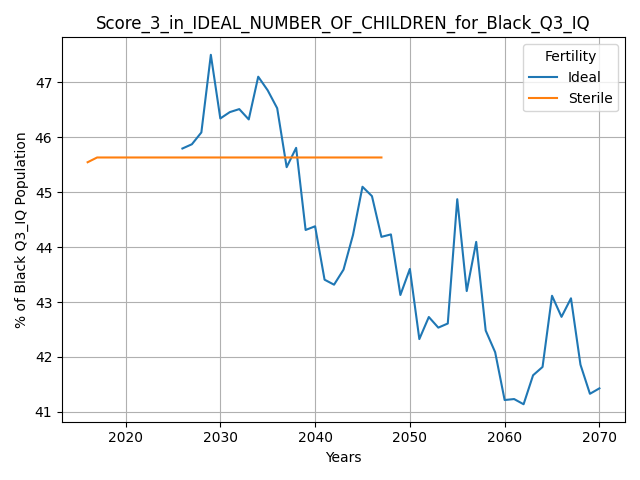 Score_3_in_IDEAL_NUMBER_OF_CHILDREN_for_Black_Q3_IQ
Fertility
Ideal
Sterile
% of Black Q3_IQ Population
47
46
45
44
43
42
41
2020
2030
2040
2050
2060
2070
Years